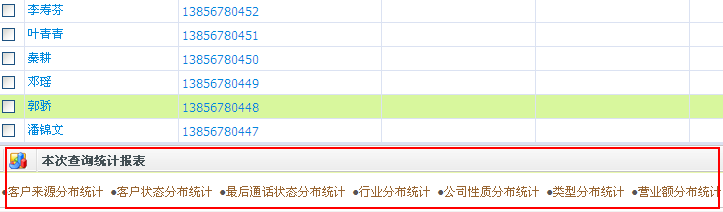 李寿芬 13856780452
叶青青 13856780451
秦耕 13856780450
邓瑶 13856780449
郭骄 13856780448
潘锦文 13856780447
本次查询统计报表
●客户来源分布统计 ●客户状态分布统计 ●最后通话状态分布统计 ●行业分布统计 ●公司性质分布统计 ●类型分布统计 ●营业额分布统计